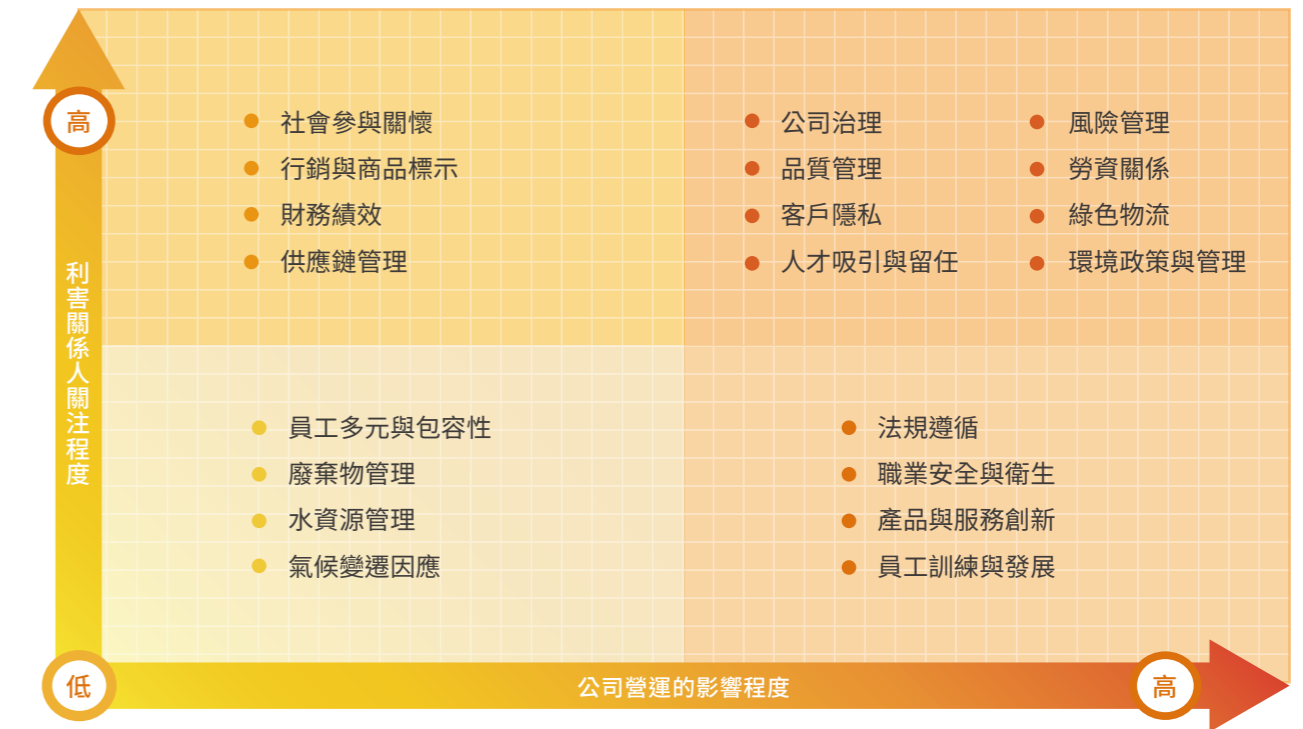 高
利害關係人關注程度
社會參與關懷
行銷與商品標示
財務績效
供應鏈管理
公司治理
品質管理
客戶隱私
人才吸引與留任
風險管理
勞資關係
綠色物流
環境政策與管理
員工多元與包容性
廢棄物管理
水資源管理
氣候變遷因應
法規遵循
職業安全與衛生
產品與服務創新
員工訓練與發展
低
公司營運的影響程度
高